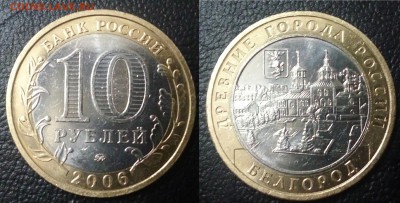 БАНК РОССИИ
10
РУБЛЕЙ
2006
ДРЕВНИЕ ГОРОДА РОССИИ
БЕЛГОРОД